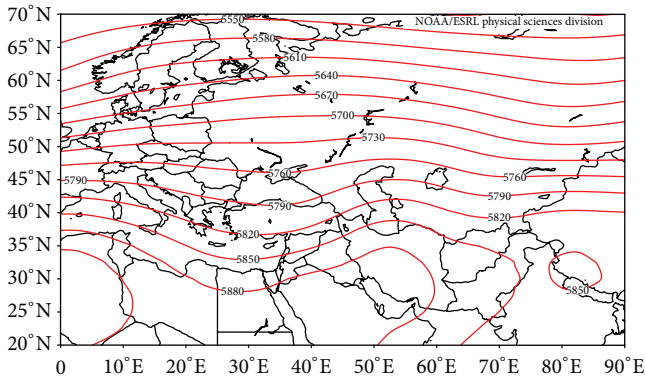 NOAA/ESRL physical sciences division
70°N
65°N
60°N
55°N
50°N
45°N
40°N
35°N
30°N
25°N
20°N
5550
5580
5610
5640
5670
5700
5730
5760
5760
5790
5790
5790
5820
5820
5850
5850
5880
0 10°E 20°E 30°E 40°E 50°E 60°E 70°E 80°E 90°E